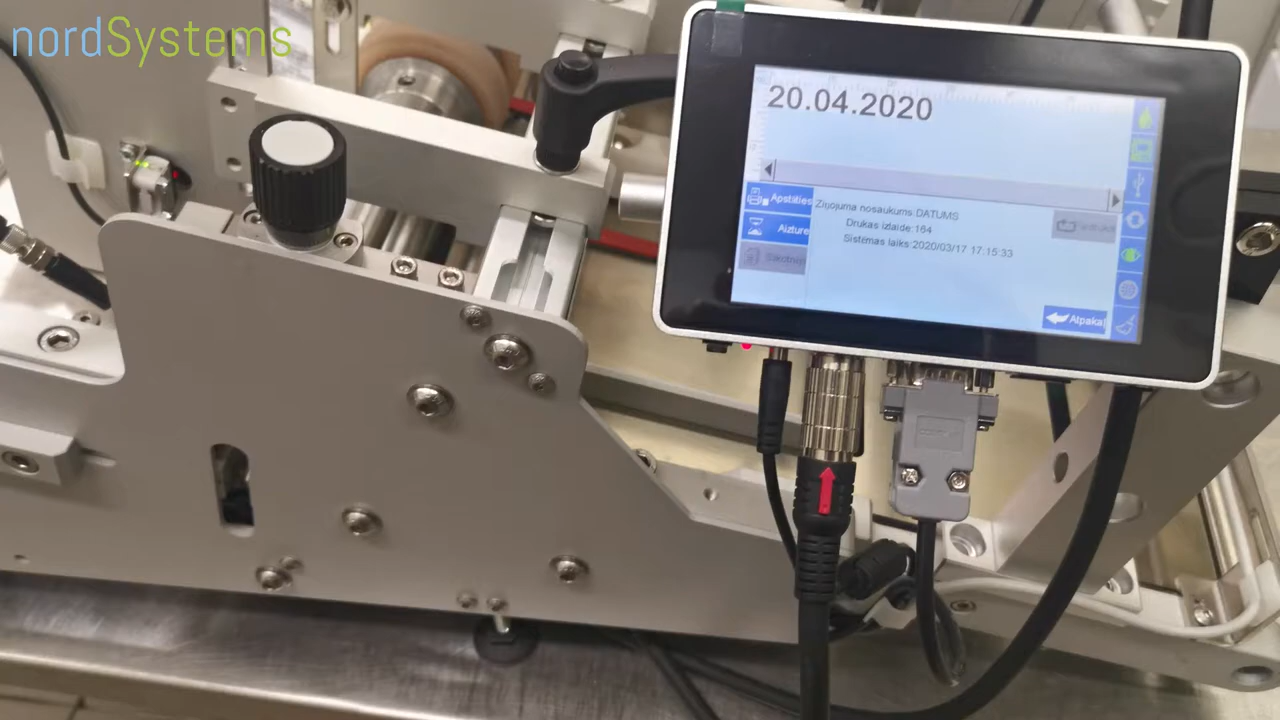 nordSystems
20.04.2020
Apstities
Ziņojuma nosaukums:DATUMS
Aizture
Drukas izlaide:164
Sistēmas laiks:2020/03/17 17:15:33
Atpakaļ